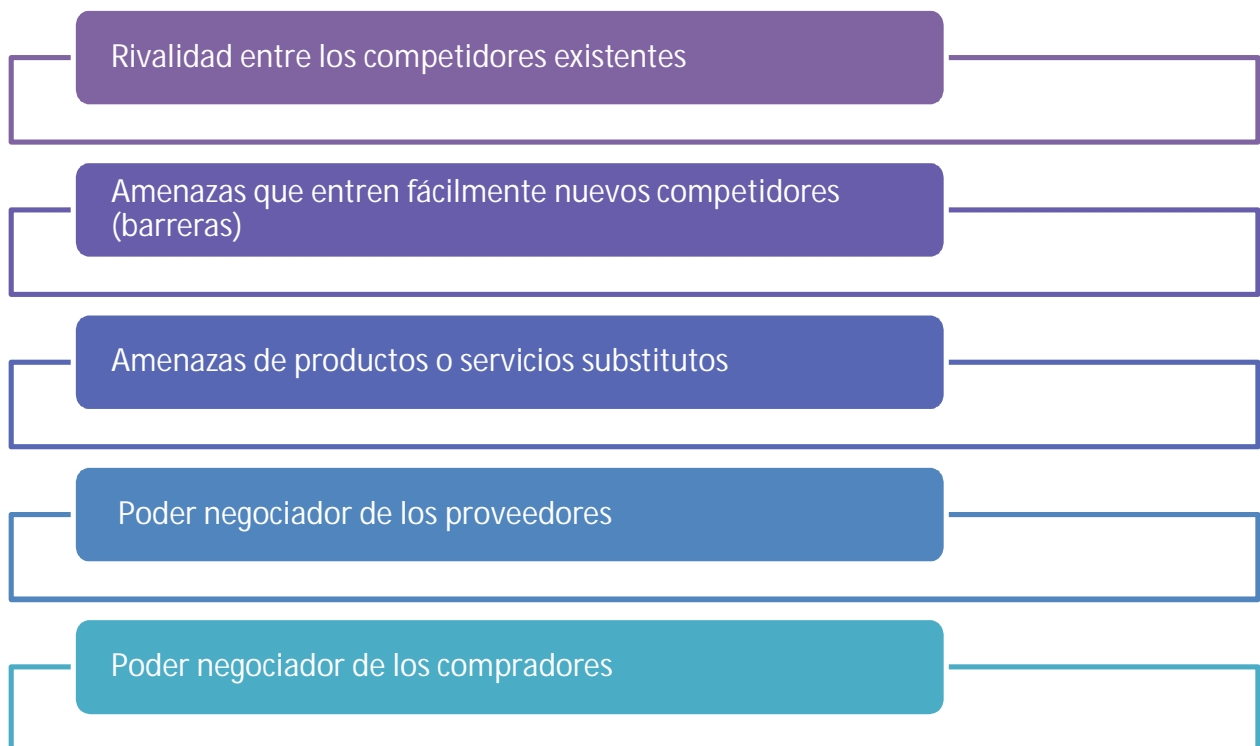 Rivalidad entre los competidores existentes
Amenazas que entren fácilmente nuevos competidores
(barreras)
Amenazas de productos o servicios substitutos
Poder negociador de los proveedores
Poder negociador de los compradores